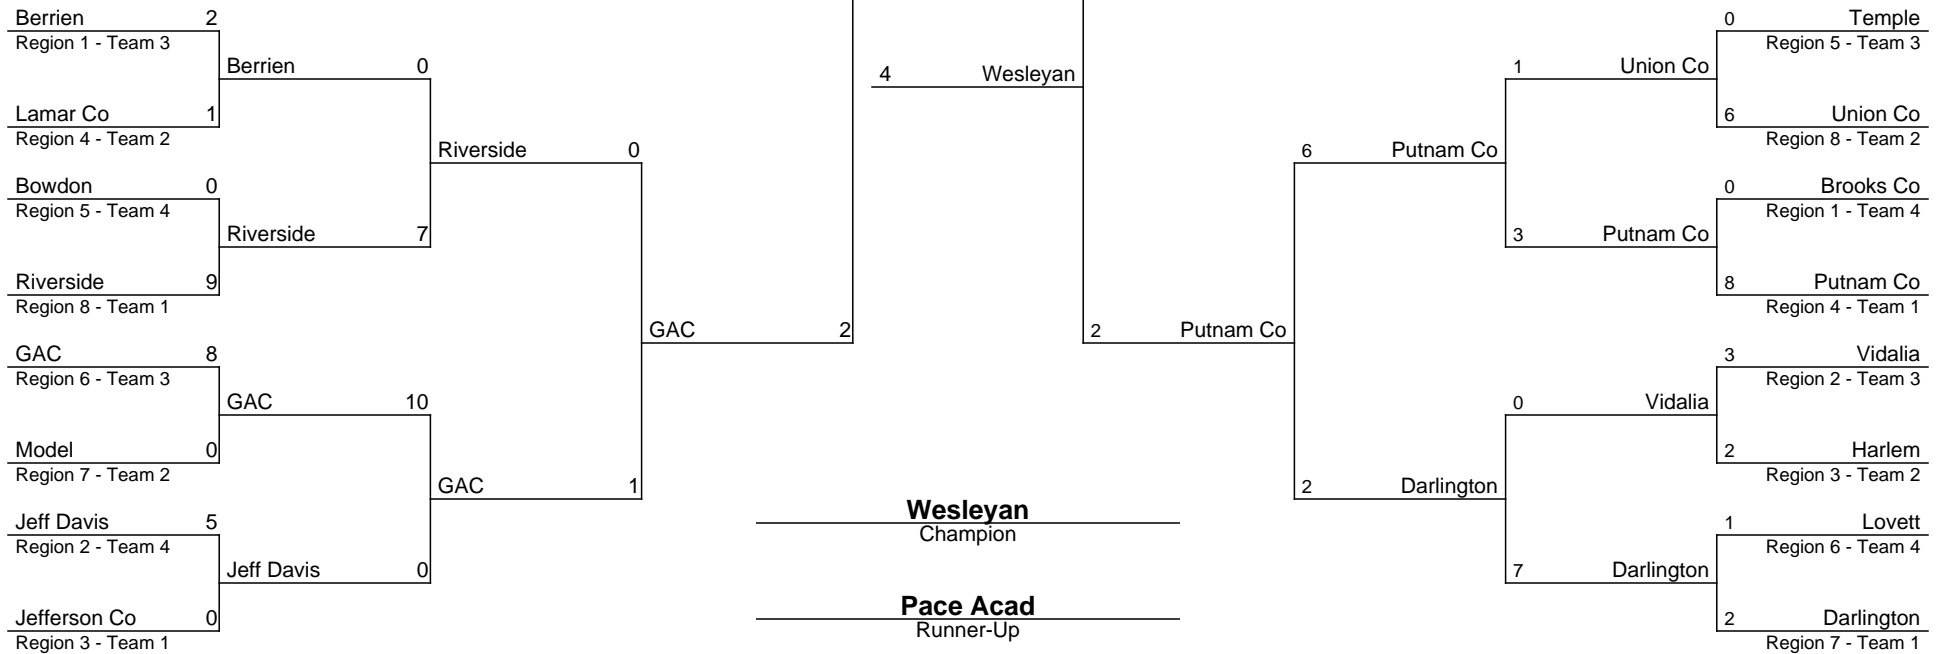 Berrien 2
Region 1 - Team 3
Berrien 0
Lamar Co 1
Region 4 - Team 2
Riverside 0
Bowdon 0
Region 5 - Team 4
Riverside 7
Riverside 9
Region 8 - Team 1
GAC 2
GAC 8
Region 6 - Team 3
GAC 10
Model 0
Region 7 - Team 2
GAC 1
Jeff Davis 5
Region 2 - Team 4
Jeff Davis 0
Jefferson Co 0
Region 3 - Team 1
4 Wesleyan
Wesleyan
Champion
Pace Acad
Runner-Up
0 Temple
Region 5 - Team 3
1 Union Co
6 Union Co
Region 8 - Team 2
6 Putnam Co
0 Brooks Co
Region 1 - Team 4
3 Putnam Co
8 Putnam Co
Region 4 - Team 1
2 Putnam Co
3 Vidalia
Region 2 - Team 3
0 Vidalia
2 Harlem
Region 3 - Team 2
2 Darlington
1 Lovett
Region 6 - Team 4
7 Darlington
2 Darlington
Region 7 - Team 1